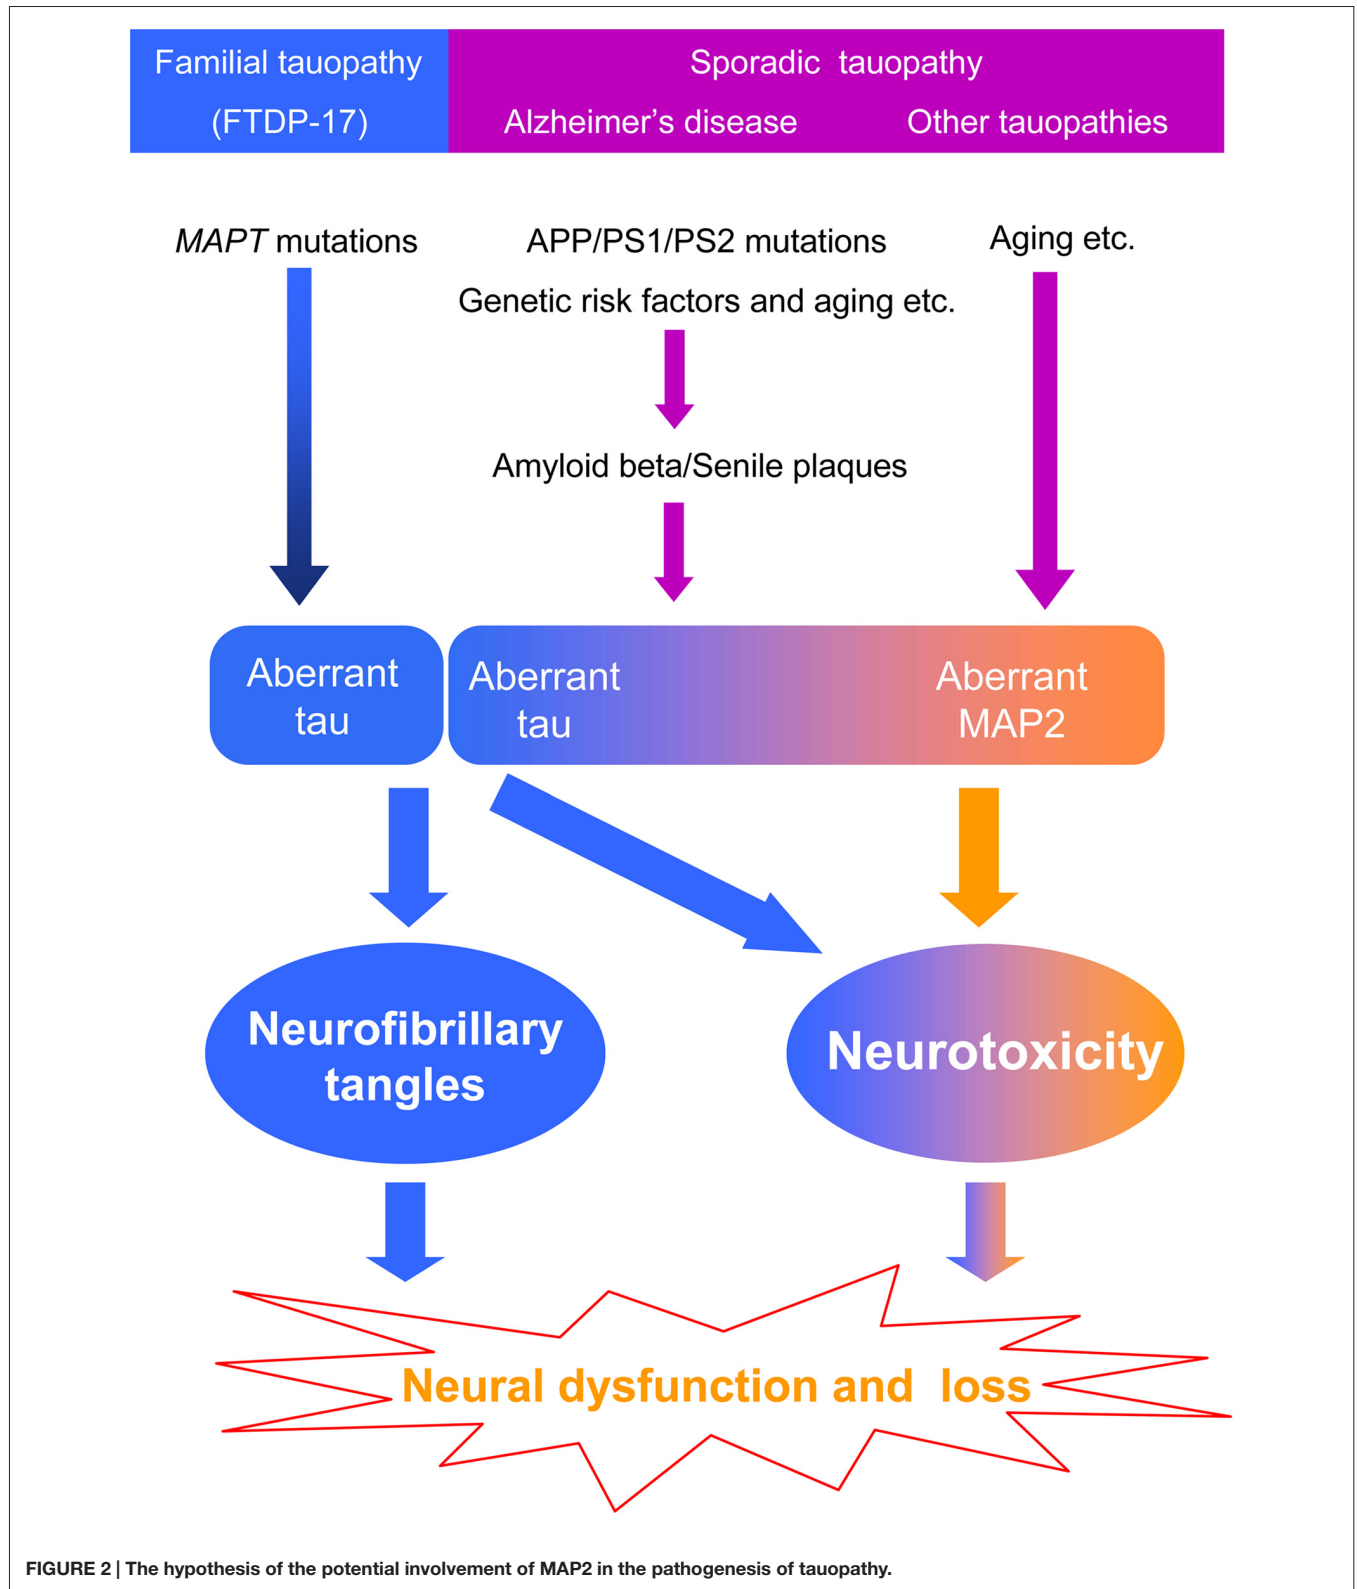 Familial tauopathy
(FTDP-17)
Sporadic tauopathy
Alzheimer’s disease
Other tauopathies
MAPT mutations
APP/PS1/PS2 mutations
Genetic risk factors and aging etc.
Aging etc.
Amyloid beta/Senile plaques
Aberrant
tau
Aberrant
tau
Aberrant
MAP2
Neurofibrillary
tangles
Neurotoxicity
Neural dysfunction and loss
FIGURE 2 | The hypothesis of the potential involvement of MAP2 in the pathogenesis of tauopathy.